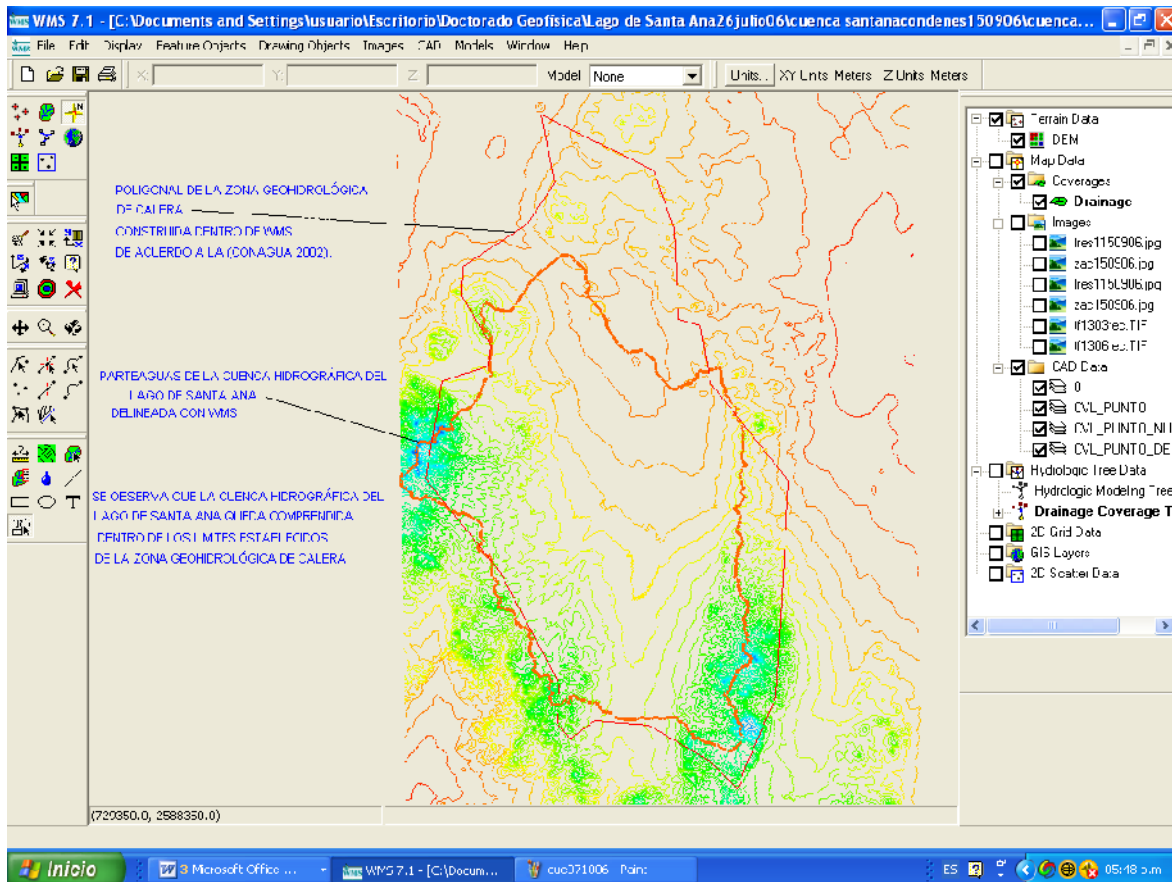 WMS 7.1 - [C:\Documents and Settings\usuario\Escritorio\Doctorado Geofísica\Lago de Santa Ana26julio06\cuenca santanacondenes150906\cuenca...
File Edit Display Feature Objects Drawing Objects Images CAD Models Window Help
X: Y: Z Model None Units... XY Units Meters Z Units Meters
POLIGONAL DE LA ZONA GEOHIDROLÓGICA
DE CALERA
CONSTRUIDA DENTRO DE WMS
DE ACUERDO A LA (CONAGUA 2002).
PARTEAGUAS DE LA CUENCA HIDROGRÁFICA DEL
LAGO DE SANTA ANA
DELINEADA CON WMS
SE OBSERVA QUE LA CUENCA HIDROGRÁFICA DEL
LAGO DE SANTA ANA QUEDA COMPRENDIDA
DENTRO DE LOS LIMITES ESTABLECIDOS
DE LA ZONA GEOHIDROLÓGICA DE CALERA
Terrain Data
DEM
Map Data
Coverages
Drainage
Images
zac150906.jpg
zac150906.jpg
CAD Data
0
CVL_PUNTO
CVL_PUNTO_NU
CVL_PUNTO_DE
Hydrologic Tree Data
Hydrologic Modeling Tree
Drainage Coverage T
2D Grid Data
GIS Layers
2D Scatter Data
(729350.0, 2588350.0)
Inicio 3 Microsoft Office ... WMS 7.1 - [C:\Docum... cuc071006 Paint ES 05:48 p.m.